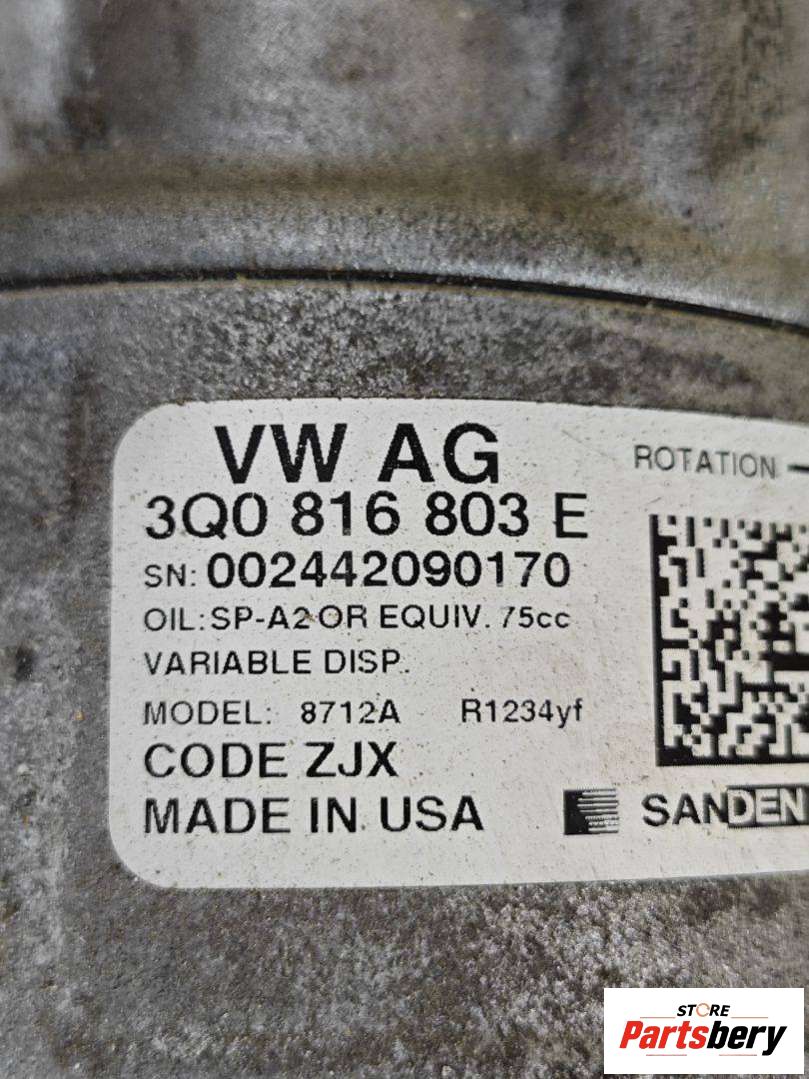 VW AG
ROTATION
3Q0 816 803 E
SN: 002442090170
OIL: SP-A2 OR EQUIV. 75cc
VARIABLE DISP.
MODEL: 8712A R1234yf
CODE ZJX
MADE IN USA
SANDEN
STORE
Partsbery